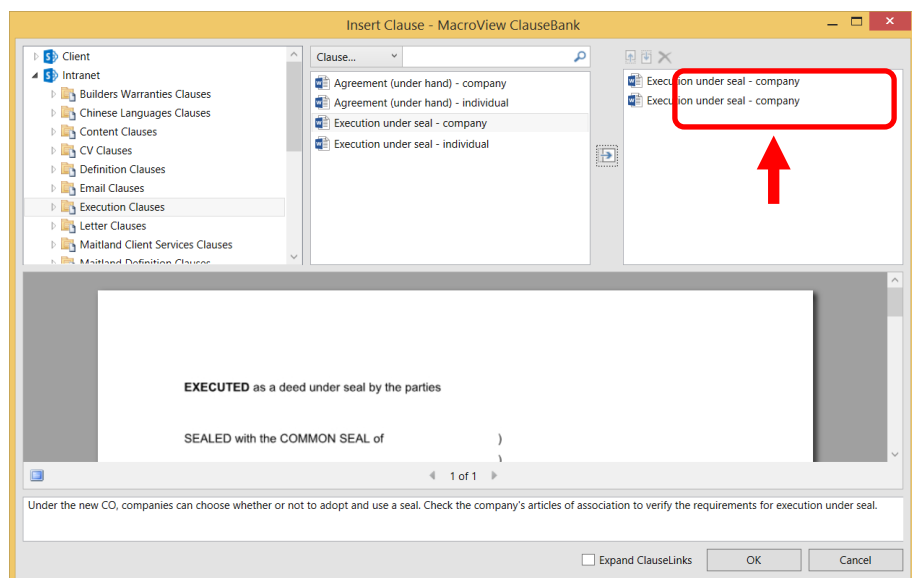 Insert Clause - MacroView ClauseBank
Client
Intranet
Builders Warranties Clauses
Chinese Languages Clauses
Content Clauses
CV Clauses
Definition Clauses
Email Clauses
Execution Clauses
Letter Clauses
Maitland Client Services Clauses
Maitland Definition Clauses
Clause...
Agreement (under hand) - company
Agreement (under hand) - individual
Execution under seal - company
Execution under seal - individual
Execution under seal - company
Execution under seal - company
EXECUTED as a deed under seal by the parties
SEALED with the COMMON SEAL of )
)
1 of 1
Under the new CO, companies can choose whether or not to adopt and use a seal. Check the company's articles of association to verify the requirements for execution under seal.
Expand ClauseLinks
OK
Cancel